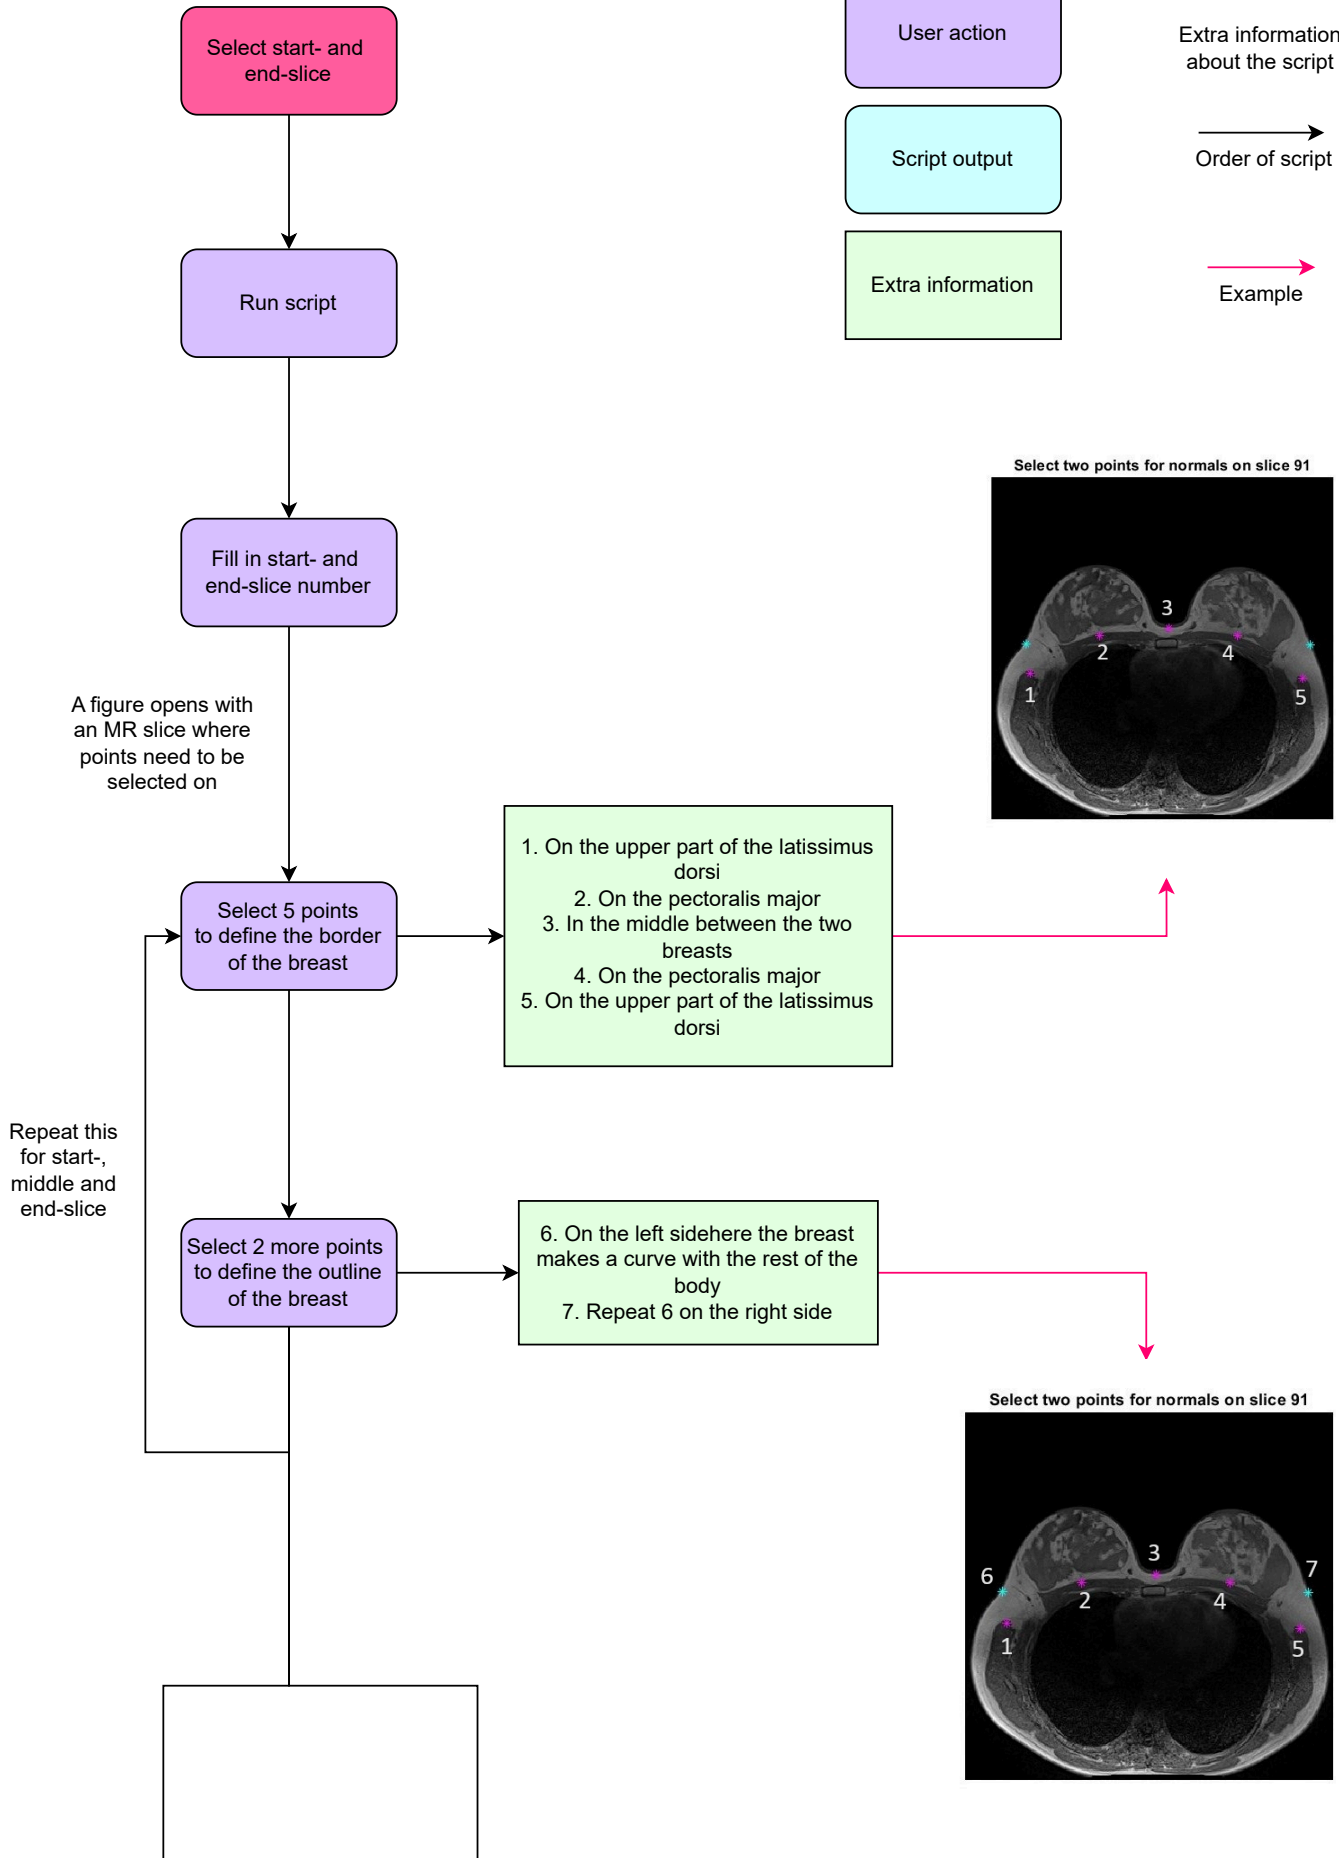 Select start- and
end-slice
User action
Extra information
about the script
Script output
Order of script
Run script
Extra information
Example
Fill in start- and
end-slice number
A figure opens with
an MR slice where
points need to be
selected on
Select two points for normals on slice 91
3
2
4
1
5
Select 5 points
to define the border
of the breast
1. On the upper part of the latissimus
dorsi
2. On the pectoralis major
3. In the middle between the two
breasts
4. On the pectoralis major
5. On the upper part of the latissimus
dorsi
Repeat this
for start-,
middle and
end-slice
Select 2 more points
to define the outline
of the breast
6. On the left sidehere the breast
makes a curve with the rest of the
body
7. Repeat 6 on the right side
Select two points for normals on slice 91
3
6
7
2
4
1
5